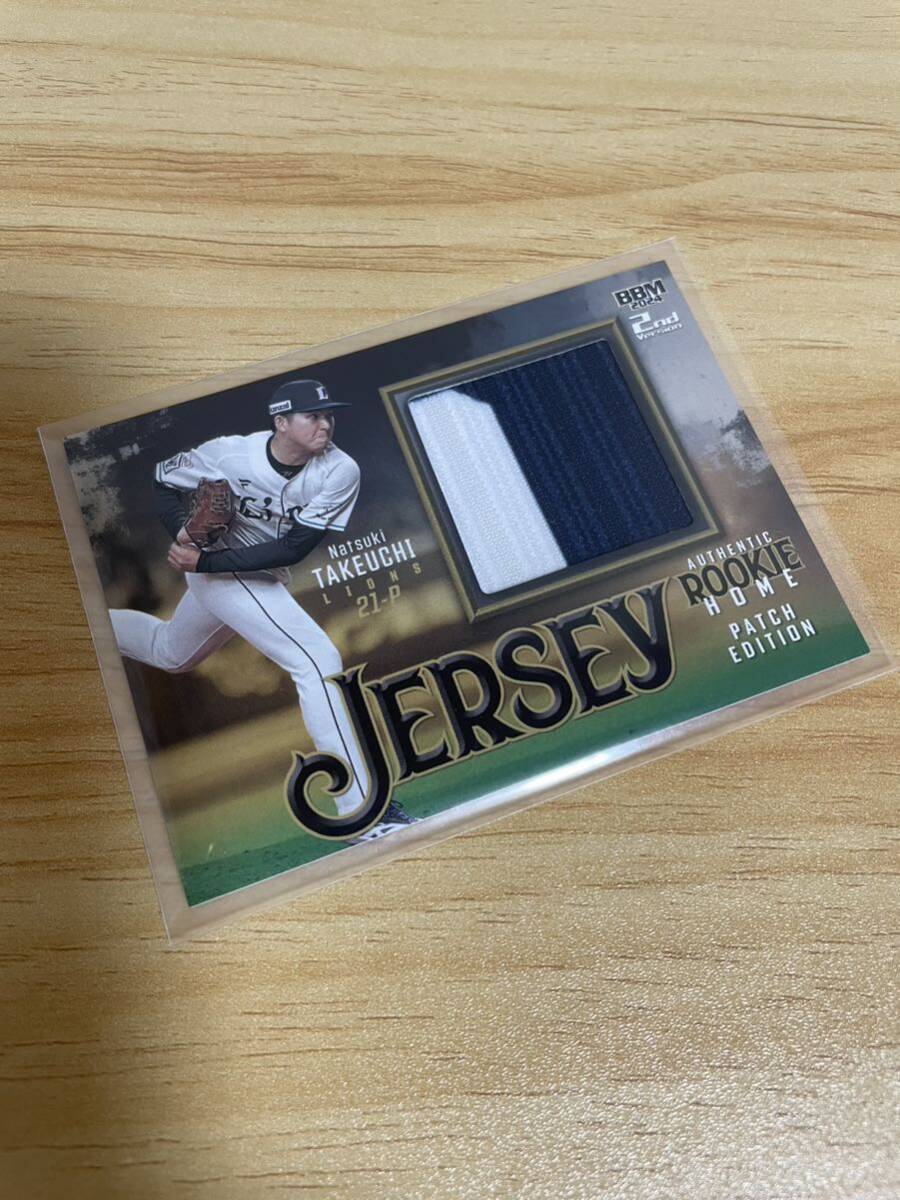 BBM
2024
2nd
Version
L
Natsuki
TAKEUCHI
LIONS
21-P
AUTHENTIC
ROOKIE
HOME
PATCH
EDITION
JERSEY